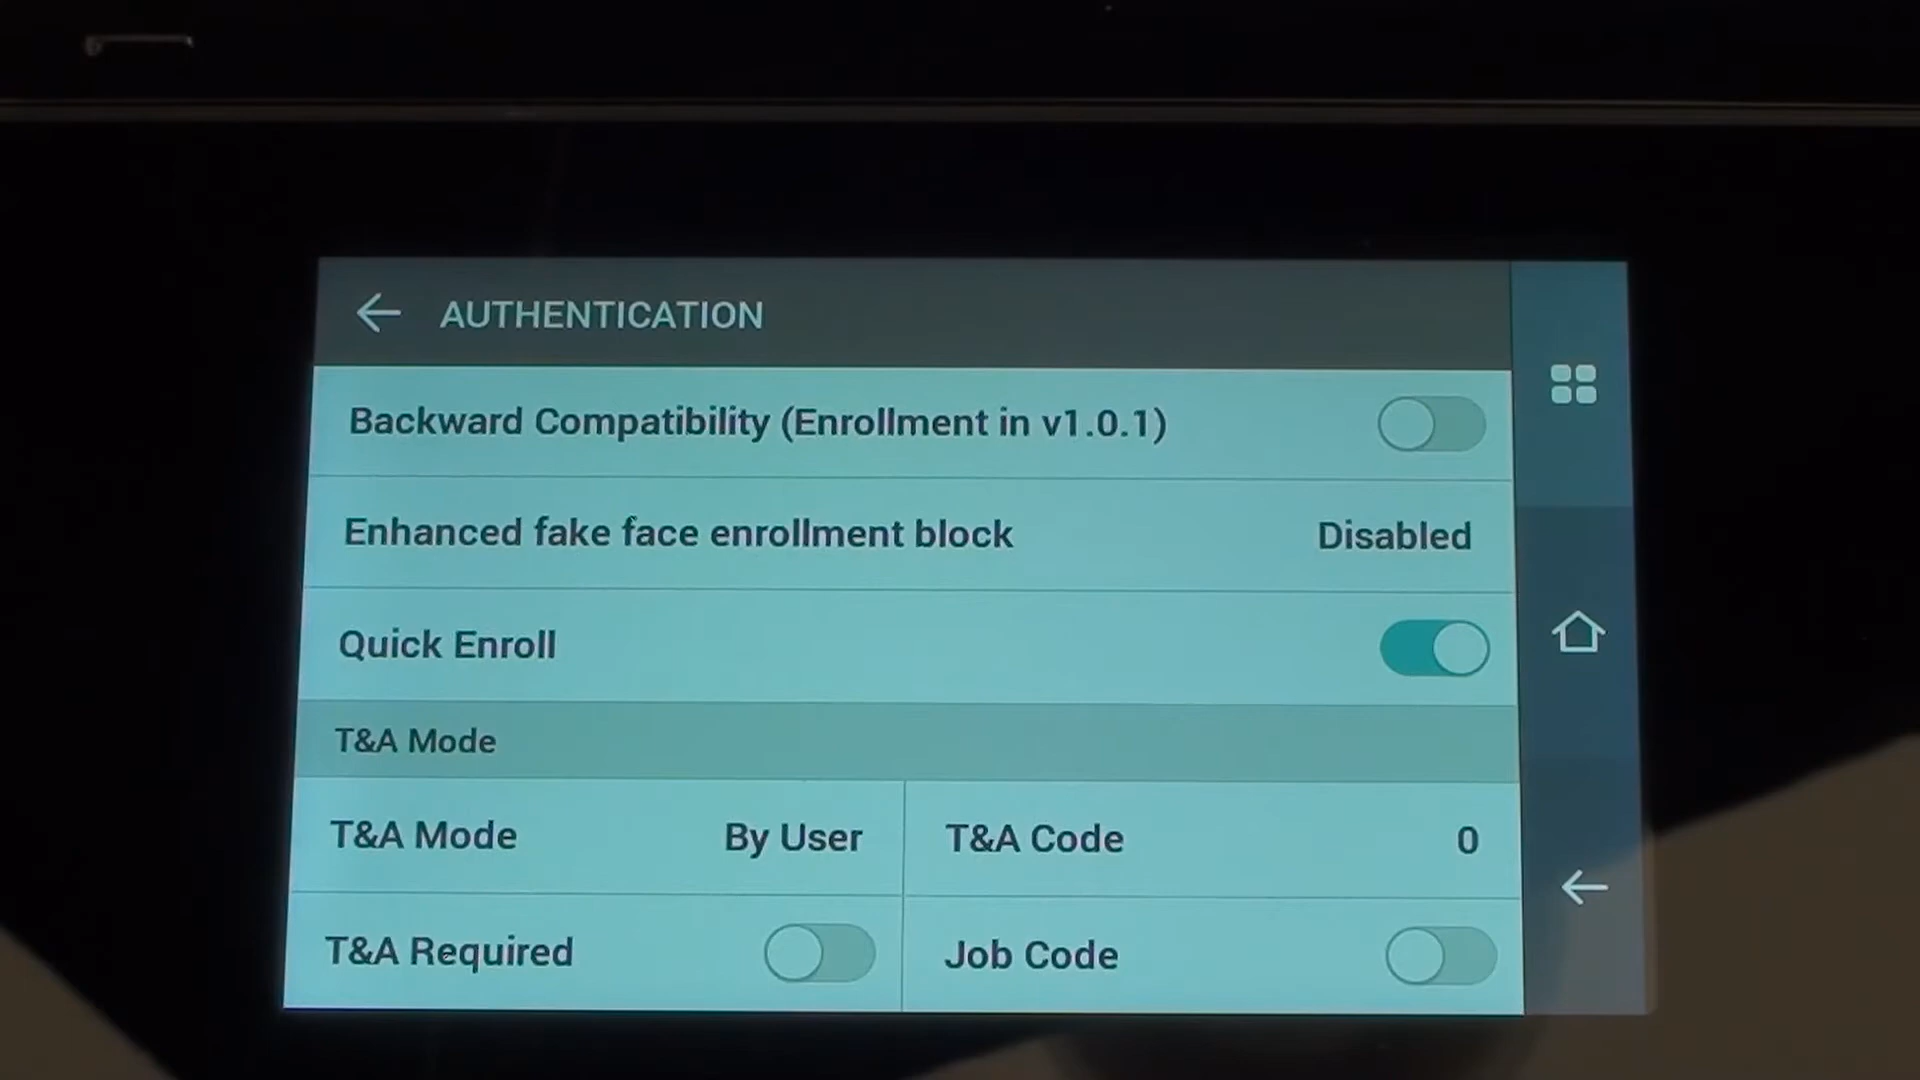 AUTHENTICATION
Backward Compatibility (Enrollment in v1.0.1)
Enhanced fake face enrollment block Disabled
Quick Enroll
T&A Mode
T&A Mode By User T&A Code 0
T&A Required Job Code